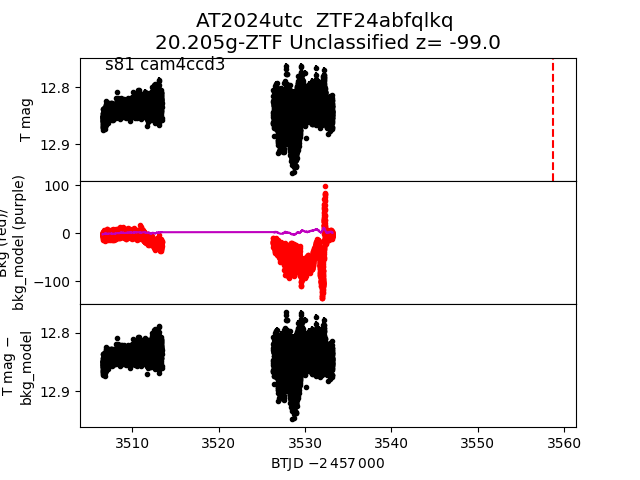 AT2024utc  ZTF24abfqlkq
20.205g-ZTF Unclassified z= -99.0
s81 cam4ccd3
12.8
12.9
T mag
100
0
−100
bkg_model (purple)
12.8
12.9
T mag −
bkg_model
3510 3520 3530 3540 3550 3560
BTJD −2 457 000